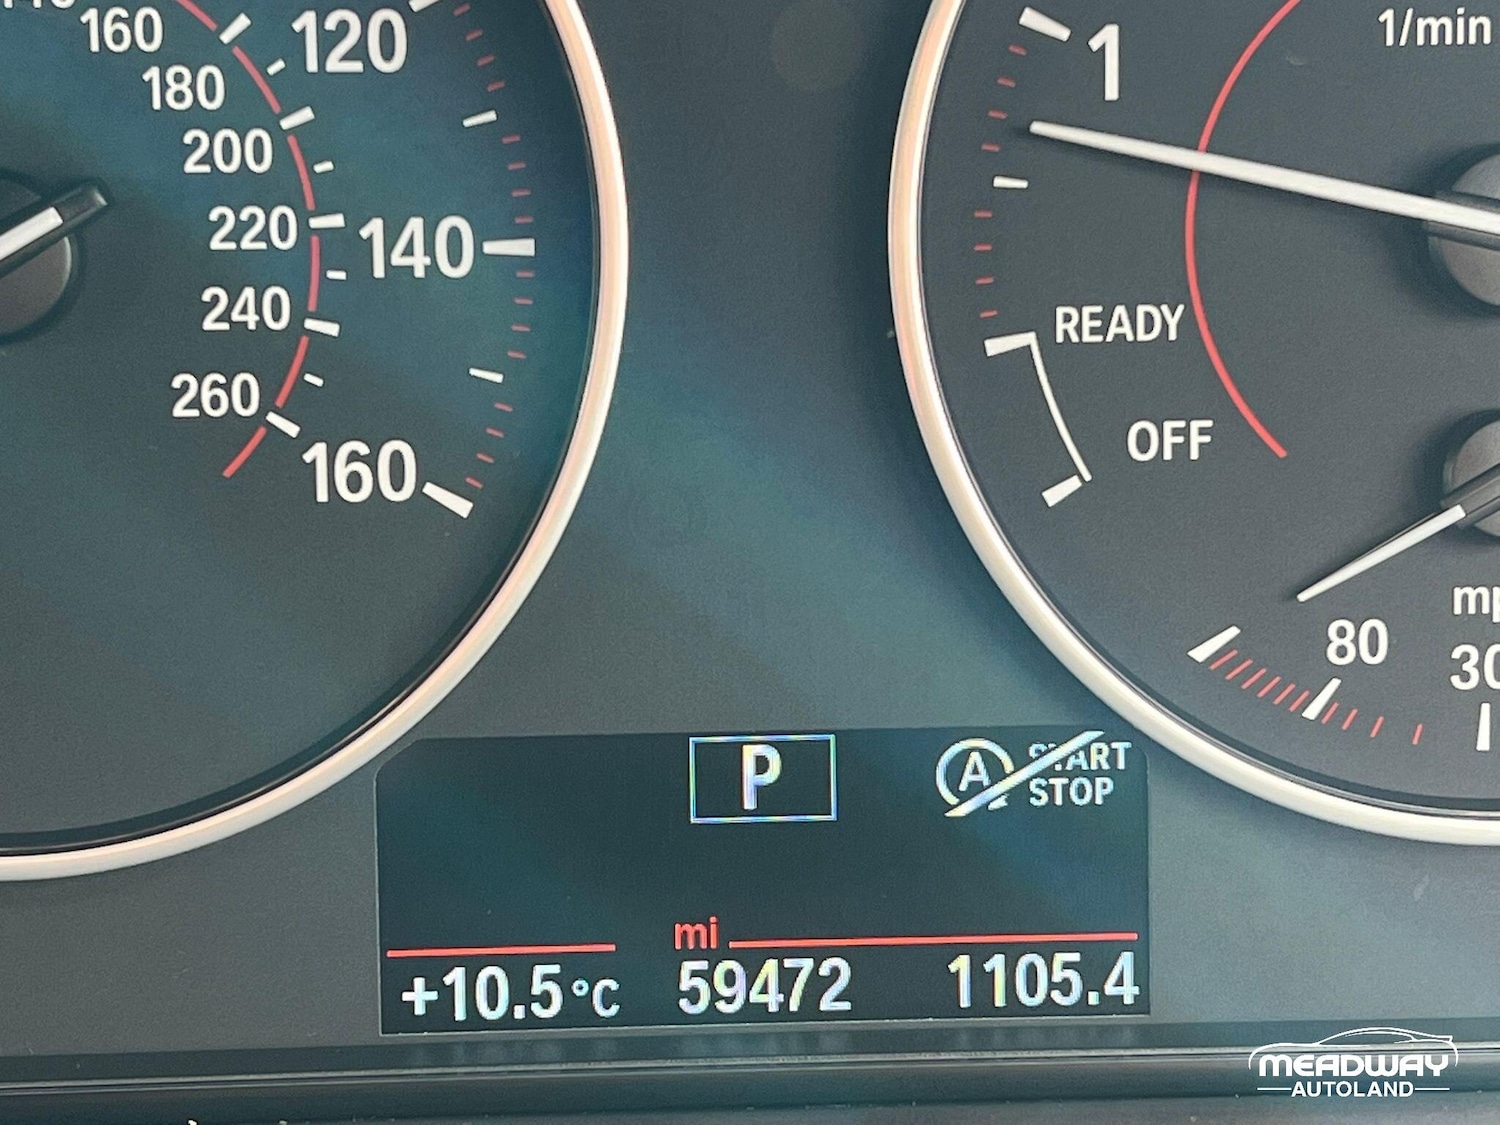 160
180
200
220
240
260
120
140
160
1
1/min
READY
OFF
80
30
P
A
START
STOP
mi
+10.5°C
59472
1105.4
MEADWAY
AUTOLAND